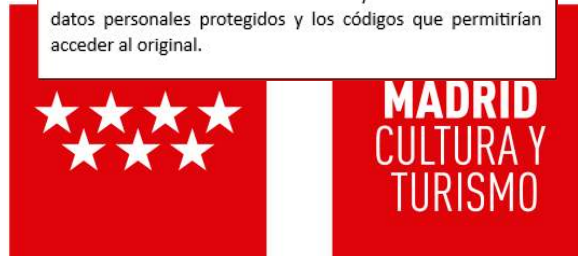 datos personales protegidos y los códigos que permitirían
acceder al original.
MADRID
CULTURA Y
TURISMO